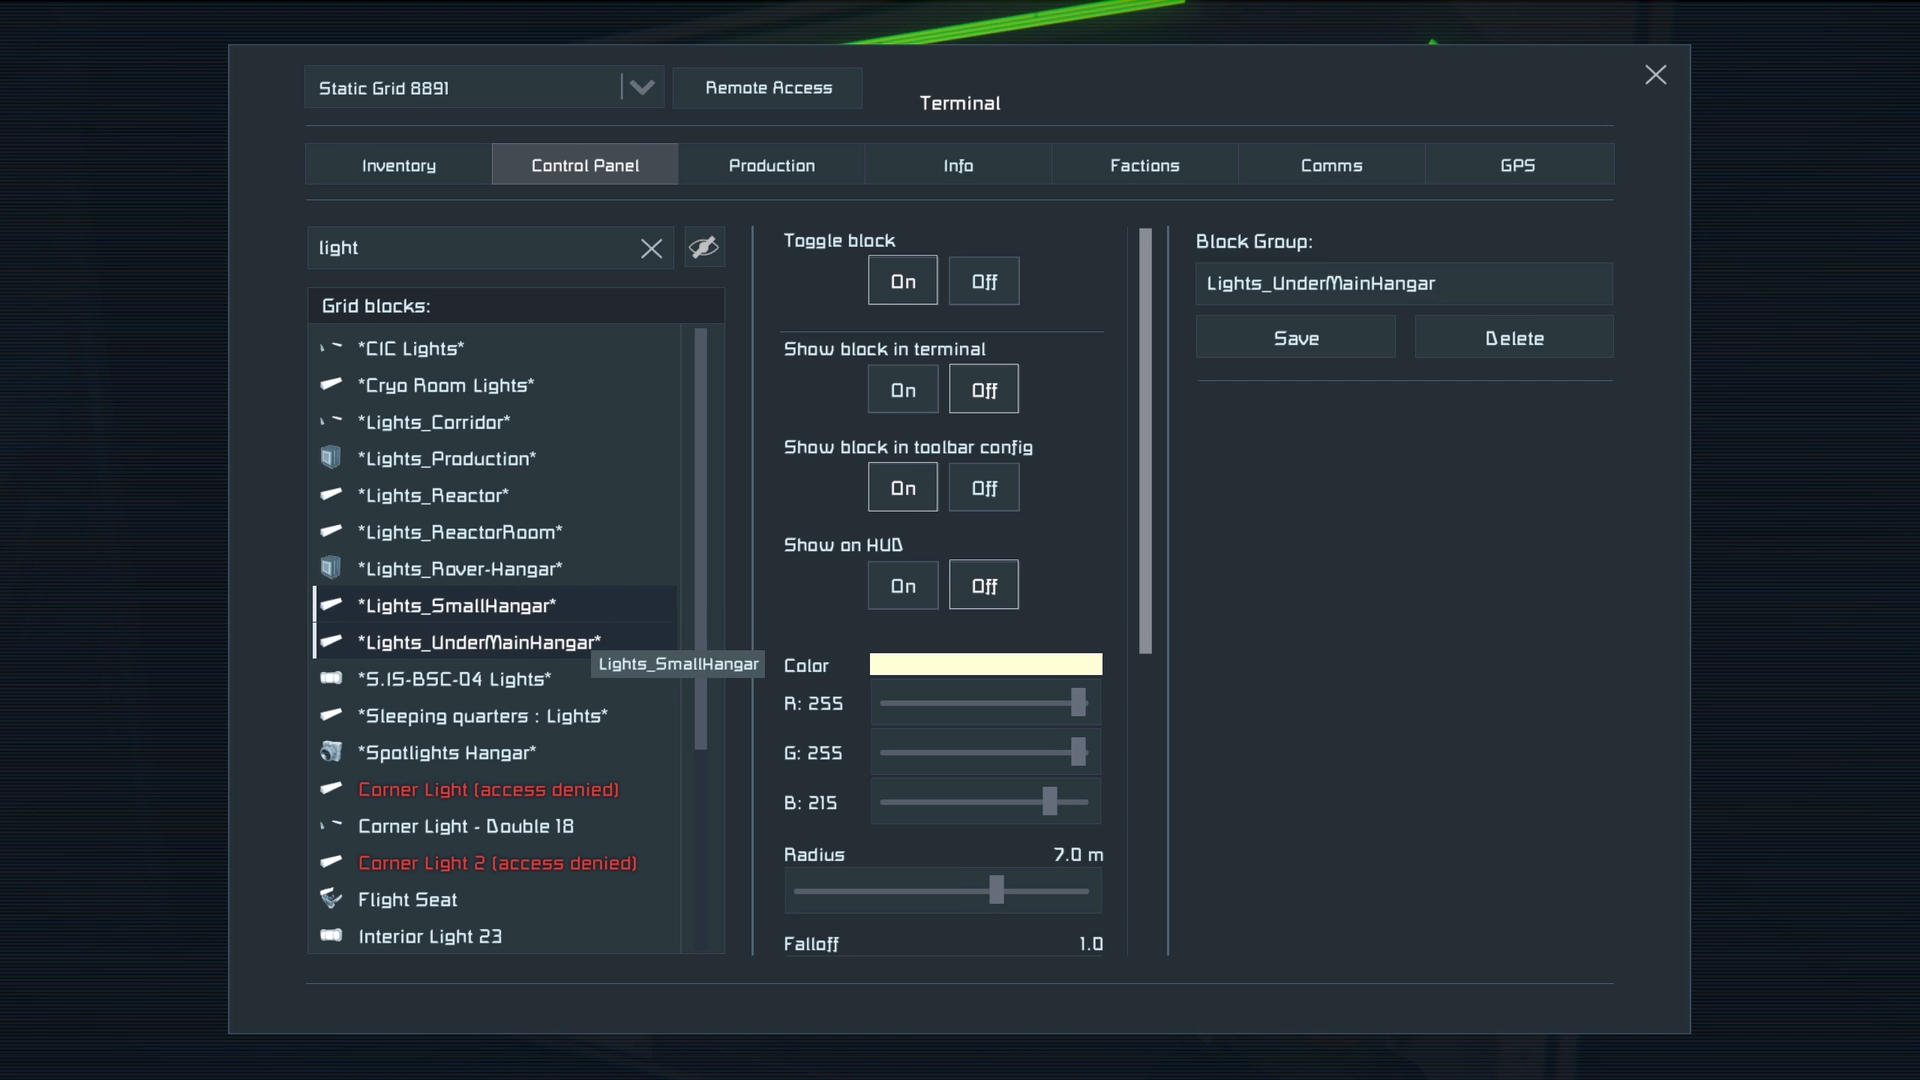 Static Grid 8891
Remote Access
Terminal
Inventory
Control Panel
Production
Info
Factions
Comms
GPS
light
Grid blocks:
*CIC Lights*
*Cryo Room Lights*
*Lights_Corridor*
*Lights_Production*
*Lights_Reactor*
*Lights_ReactorRoom*
*Lights_Rover-Hangar*
*Lights_SmallHangar*
*Lights_UnderMainHangar*
Lights_SmallHangar
*S.I5-BSC-04 Lights*
*Sleeping quarters : Lights*
*Spotlights Hangar*
Corner Light (access denied)
Corner Light - Double 18
Corner Light 2 (access denied)
Flight Seat
Interior Light 23
Toggle block
On
Off
Show block in terminal
On
Off
Show block in toolbar config
On
Off
Show on HUD
On
Off
Color
R: 255
G: 255
B: 215
Radius
7.0 m
Falloff
1.0
Block Group:
Lights_UnderMainHangar
Save
Delete